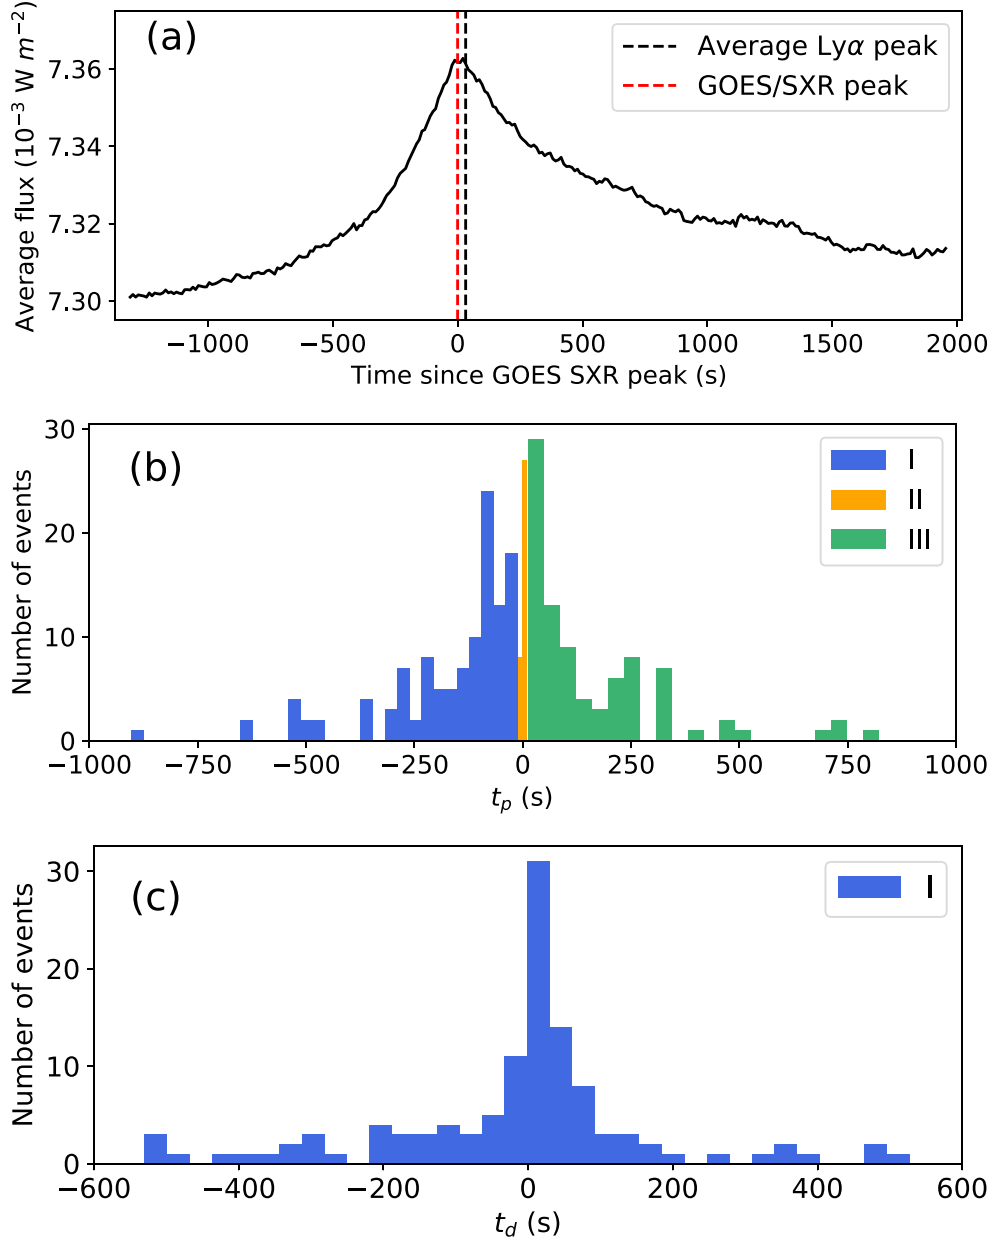 (a)
Average Lyα peak
GOES/SXR peak
Average flux (10⁻³ W m⁻²)
7.36
7.34
7.32
7.30
−1000 −500 0 500 1000 1500 2000
Time since GOES SXR peak (s)
(b)
I
II
III
Number of events
30
20
10
0
−1000 −750 −500 −250 0 250 500 750 1000
tₚ (s)
(c)
I
Number of events
30
20
10
0
−600 −400 −200 0 200 400 600
t_d (s)